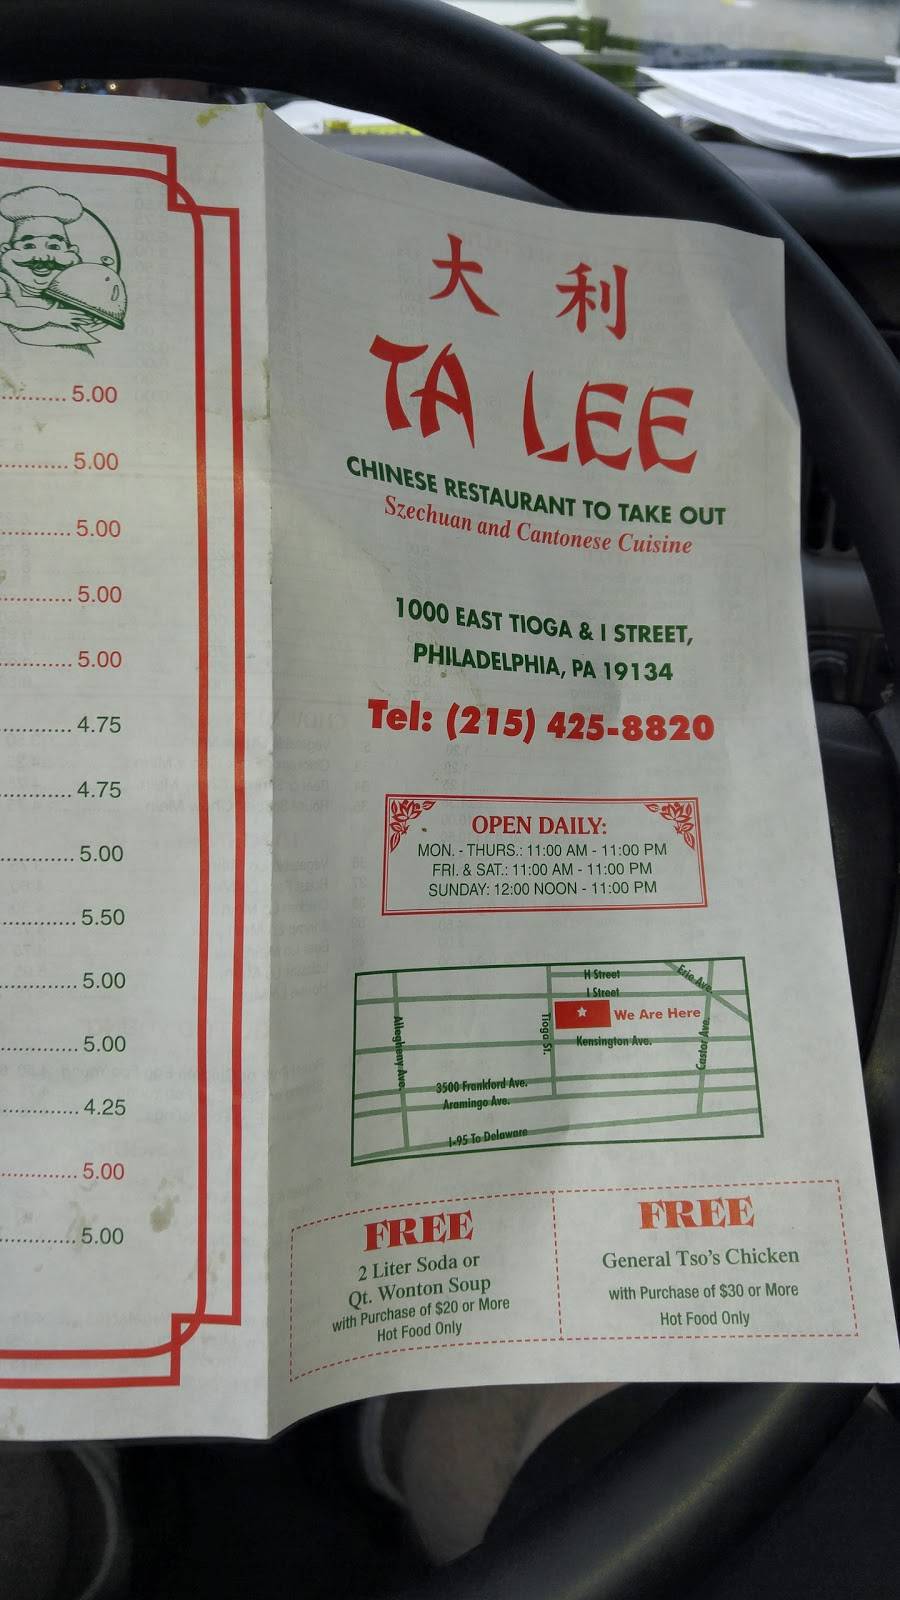 ........ 5.00
........ 5.00
........ 5.00
........ 5.00
........ 5.00
........ 4.75
........ 4.75
........ 5.00
........ 5.50
........ 5.00
........ 5.00
........ 4.25
........ 5.00
........ 5.00
大 利
TA LEE
CHINESE RESTAURANT TO TAKE OUT
Szechuan and Cantonese Cuisine
1000 EAST TIOGA & I STREET,
PHILADELPHIA, PA 19134
Tel: (215) 425-8820
OPEN DAILY:
MON. - THURS.: 11:00 AM - 11:00 PM
FRI. & SAT.: 11:00 AM - 11:00 PM
SUNDAY: 12:00 NOON - 11:00 PM
H Street
Erie Ave.
I Street
We Are Here
Allegheny Ave.
Tioga St.
Kensington Ave.
Castor Ave.
3500 Frankford Ave.
Aramingo Ave.
I-95 To Delaware
FREE
2 Liter Soda or
Qt. Wonton Soup
with Purchase of $20 or More
Hot Food Only
FREE
General Tso's Chicken
with Purchase of $30 or More
Hot Food Only